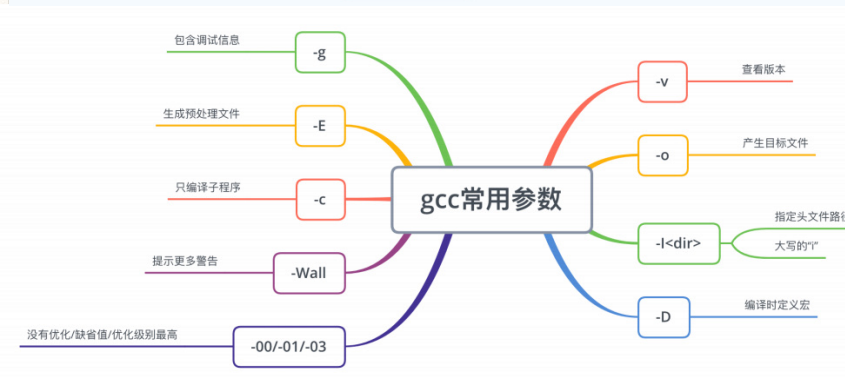 gcc常用参数
-v
查看版本
-o
产生目标文件
-I<dir>
指定头文件路径
大写的“i”
-D
编译时定义宏
-g
包含调试信息
-E
生成预处理文件
-c
只编译子程序
-Wall
提示更多警告
-00/-01/-03
没有优化/缺省值/优化级别最高